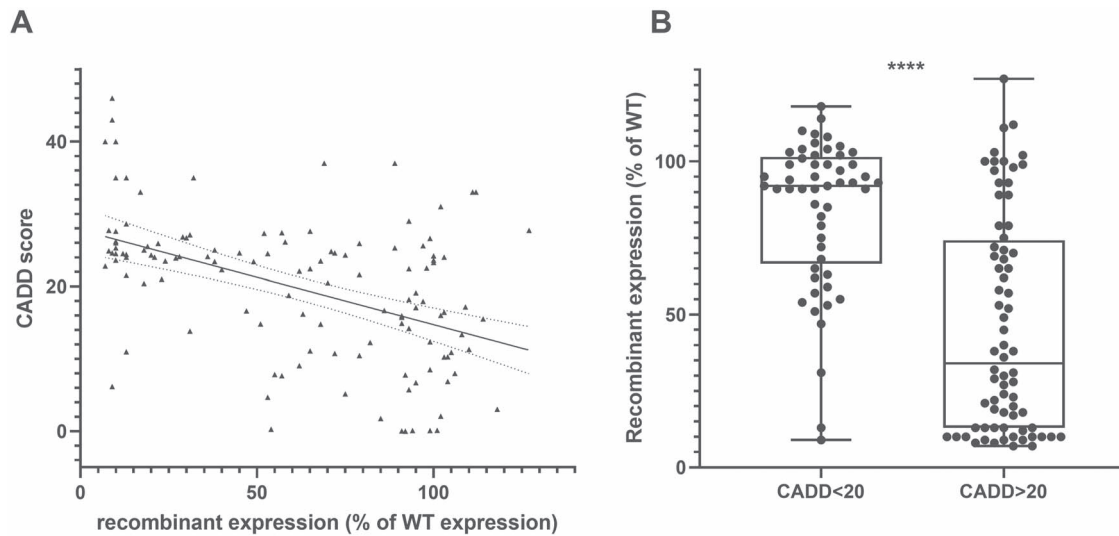 A
CADD score
40
20
0
0
50
100
recombinant expression (% of WT expression)
B
****
Recombinant expression (% of WT)
100
50
0
CADD<20
CADD>20